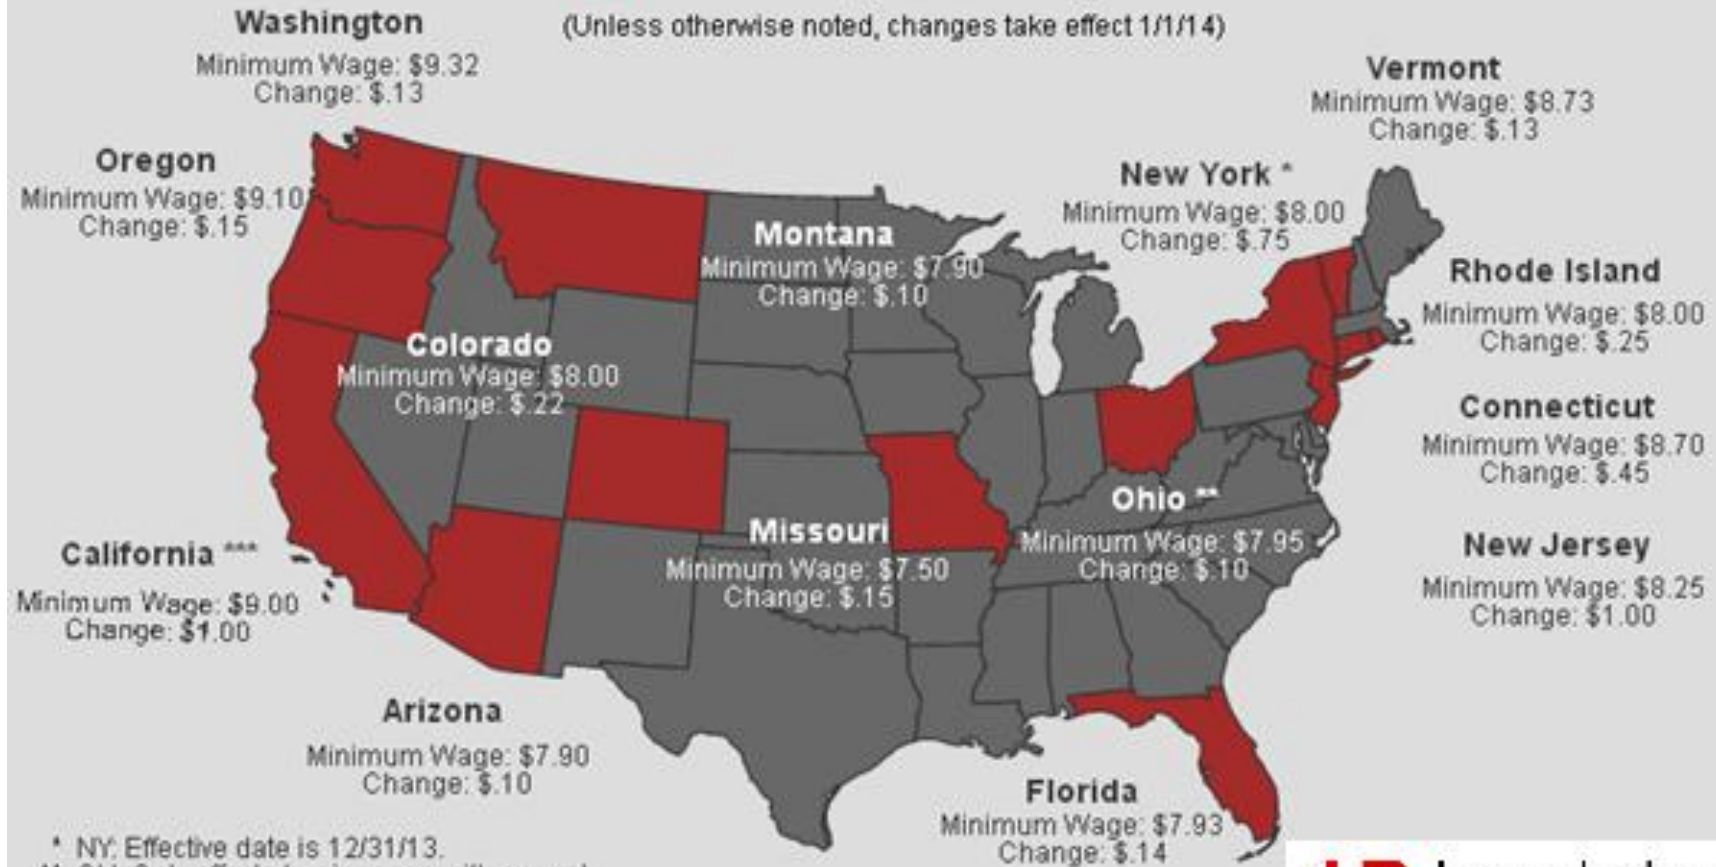 Washington
Minimum Wage: $9.32
Change: $.13
(Unless otherwise noted, changes take effect 1/1/14)
Vermont
Minimum Wage: $8.73
Change: $.13
Oregon
Minimum Wage: $9.10
Change: $.15
New York *
Minimum Wage: $8.00
Change: $.75
Montana
Minimum Wage: $7.90
Change: $.10
Rhode Island
Minimum Wage: $8.00
Change: $.25
Colorado
Minimum Wage: $8.00
Change: $.22
Connecticut
Minimum Wage: $8.70
Change: $.45
Ohio **
Minimum Wage: $7.95
Change: $.10
Missouri
Minimum Wage: $7.50
Change: $.15
California ***
Minimum Wage: $9.00
Change: $1.00
New Jersey
Minimum Wage: $8.25
Change: $1.00
Arizona
Minimum Wage: $7.90
Change: $.10
Florida
Minimum Wage: $7.93
Change: $.14
* NY: Effective date is 12/31/13.